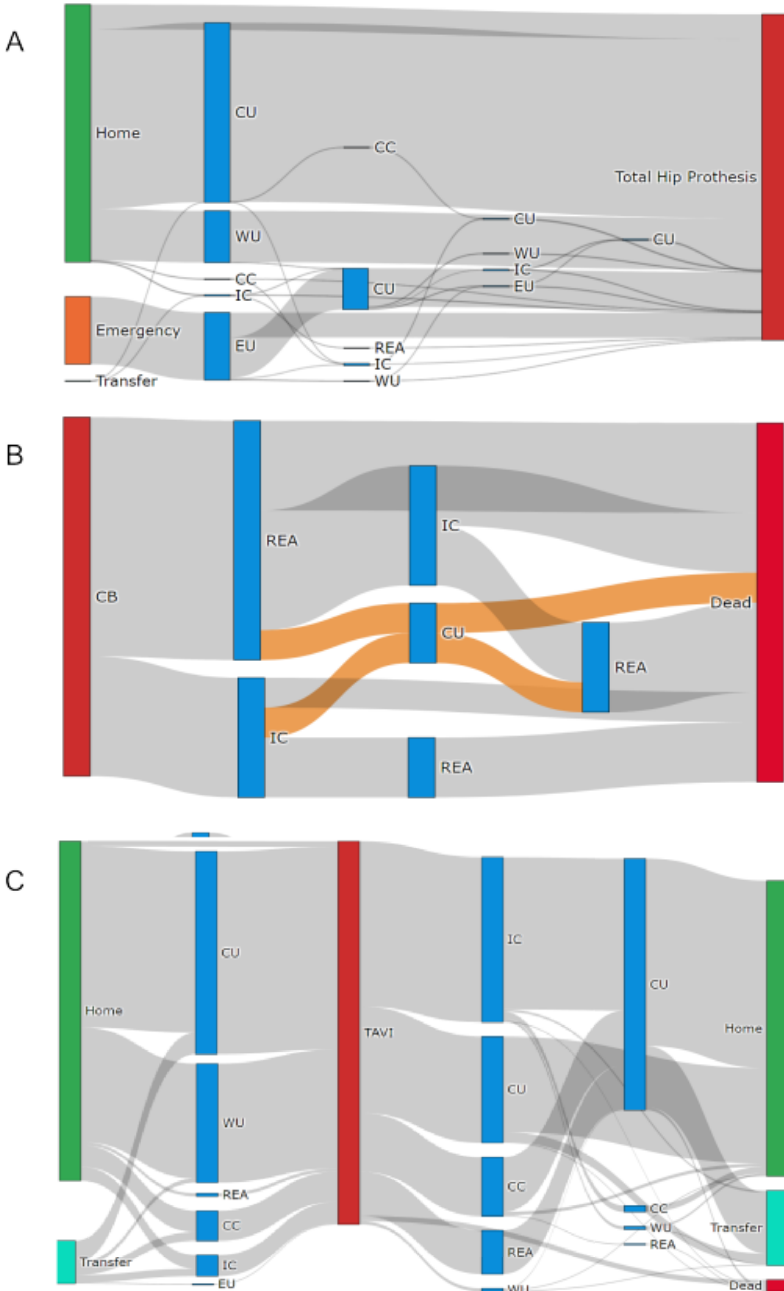 A
CU
Home
CC
Total Hip Prothesis
CU
WU
CU
WU
CC
IC
IC
CU
EU
Emergency
EU
REA
IC
Transfer
WU
B
IC
REA
CB
Dead
CU
REA
IC
REA
C
IC
CU
CU
Home
Home
TAVI
CU
WU
CC
REA
CC
CC
Transfer
WU
REA
REA
Transfer
IC
EU
Dead
WU